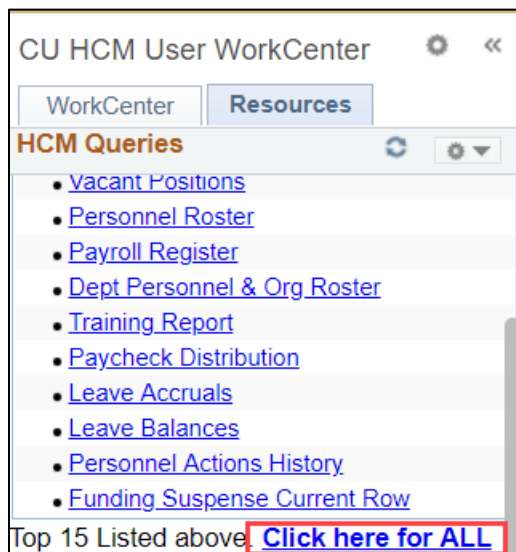 CU HCM User WorkCenter
WorkCenter
Resources
HCM Queries
Vacant Positions
Personnel Roster
Payroll Register
Dept Personnel & Org Roster
Training Report
Paycheck Distribution
Leave Accruals
Leave Balances
Personnel Actions History
Funding Suspense Current Row
Top 15 Listed above. Click here for ALL